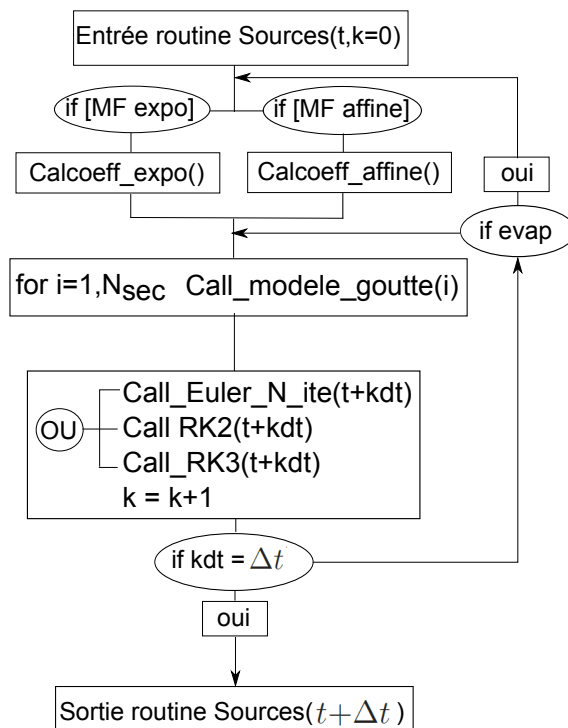 Entrée routine Sources(t,k=0)
if [MF expo]
if [MF affine]
Calcoeff_expo()
Calcoeff_affine()
oui
if evap
for i=1,Nsec Call_modele_goutte(i)
OU
Call_Euler_N_ite(t+kdt)
Call RK2(t+kdt)
Call_RK3(t+kdt)
k = k+1
if kdt = Δt
oui
Sortie routine Sources(t+Δt)